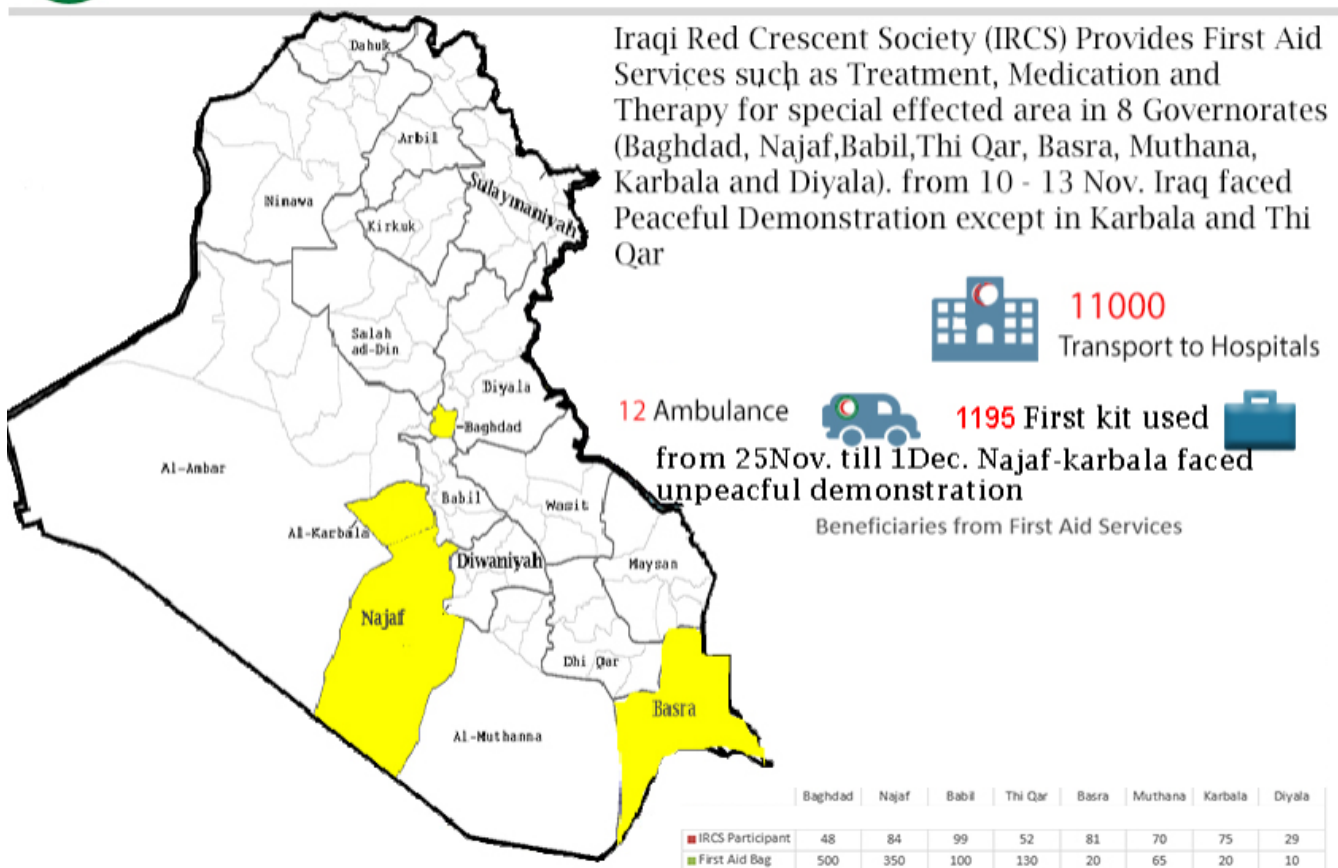 Iraqi Red Crescent Society (IRCS) Provides First Aid
Services such as Treatment, Medication and
Therapy for special effected area in 8 Governorates
(Baghdad, Najaf,Babil,Thi Qar, Basra, Muthana,
Karbala and Diyala). from 10 - 13 Nov. Iraq faced
Peaceful Demonstration except in Karbala and Thi
Qar
11000
Transport to Hospitals
12 Ambulance
1195 First kit used
from 25Nov. till 1Dec. Najaf-karbala faced
unpeacful demonstration
Beneficiaries from First Aid Services
Dahuk
Arbil
Ninawa
Sulaymaniyah
Kirkuk
Salah
ad-Din
Diyala
Baghdad
Al-Ambar
Babil
Wasit
Al-Karbala
Diwaniyah
Maysan
Najaf
Dhi Qar
Basra
Al-Muthanna
Baghdad Najaf Babil Thi Qar Basra Muthana Karbala Diyala
IRCS Participant 48 84 99 52 81 70 75 29
First Aid Bag 500 350 100 130 20 65 20 10